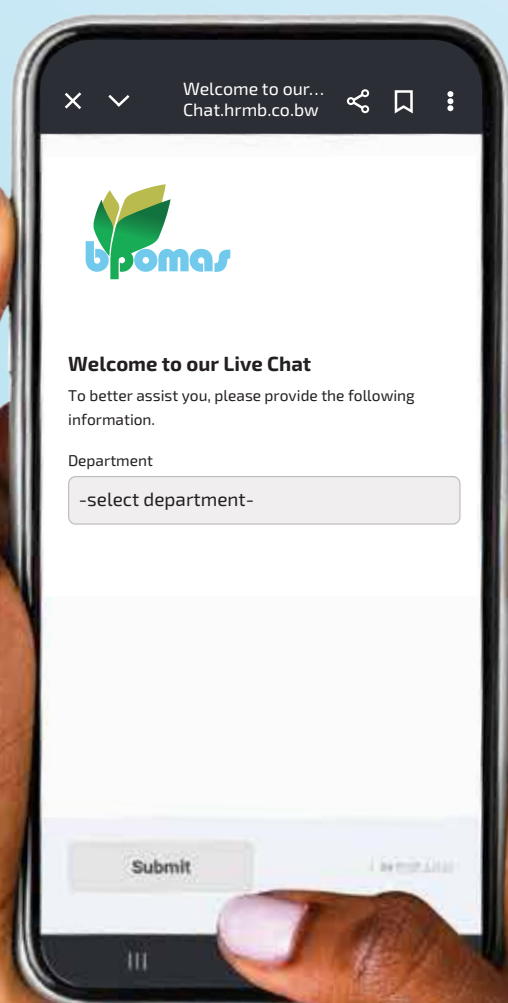 Welcome to our...
Chat.hrmb.co.bw
bpomas
Welcome to our Live Chat
To better assist you, please provide the following
information.
Department
-select department-
Submit